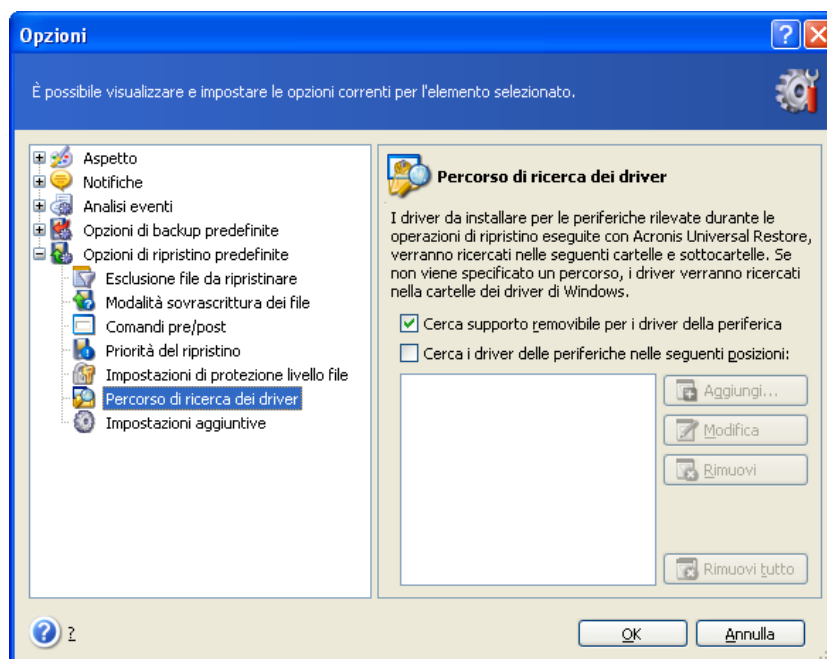 Opzioni
È possibile visualizzare e impostare le opzioni correnti per l'elemento selezionato.
Aspetto
Notifiche
Analisi eventi
Opzioni di backup predefinite
Opzioni di ripristino predefinite
Esclusione file da ripristinare
Modalità sovrascrittura dei file
Comandi pre/post
Priorità del ripristino
Impostazioni di protezione livello file
Percorso di ricerca dei driver
Impostazioni aggiuntive
Percorso di ricerca dei driver
I driver da installare per le periferiche rilevate durante le
operazioni di ripristino eseguite con Acronis Universal Restore,
verranno ricercati nelle seguenti cartelle e sottocartelle. Se
non viene specificato un percorso, i driver verranno ricercati
nella cartelle dei driver di Windows.
Cerca supporto removibile per i driver della periferica
Cerca i driver delle periferiche nelle seguenti posizioni:
Aggiungi...
Modifica
Rimuovi
Rimuovi tutto
?
OK
Annulla